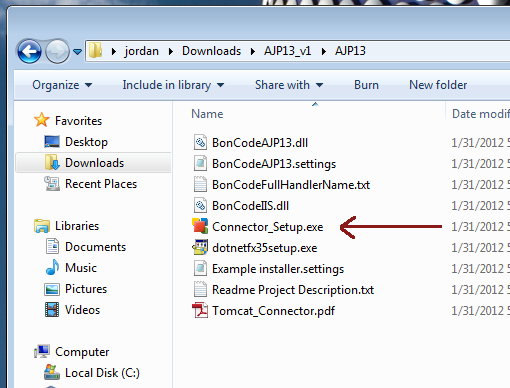 jordan Downloads AJP13_v1 AJP13
Organize Include in library Share with Burn New folder
Name Date modif
Favorites
Desktop
Downloads
Recent Places
Libraries
Documents
Music
Pictures
Videos
Computer
Local Disk (C:)
BonCodeAJP13.dll 1/31/2012 5
BonCodeAJP13.settings 1/31/2012 5
BonCodeFullHandlerName.txt 1/31/2012 5
BonCodeIIS.dll 1/31/2012 5
Connector_Setup.exe 1/31/2012 5
dotnetfx35setup.exe 1/31/2012 5
Example installer.settings 1/31/2012 5
Readme Project Description.txt 1/31/2012 5
Tomcat_Connector.pdf 1/31/2012 5